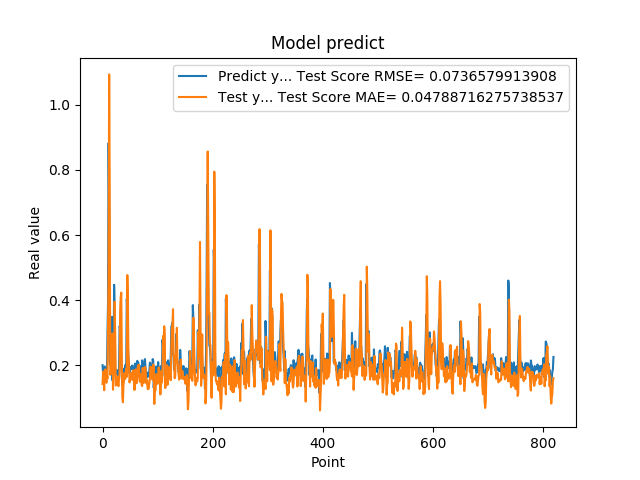 Model predict
Predict y... Test Score RMSE= 0.0736579913908
Test y... Test Score MAE= 0.04788716275738537
Real value
1.0
0.8
0.6
0.4
0.2
0 200 400 600 800
Point